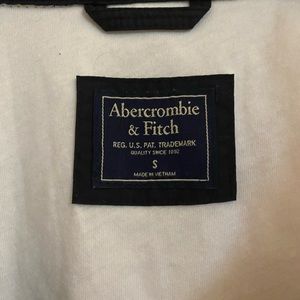 Abercrombie
& Fitch
REG. U.S. PAT. TRADEMARK
QUALITY SINCE 1892
S
MADE IN VIETNAM